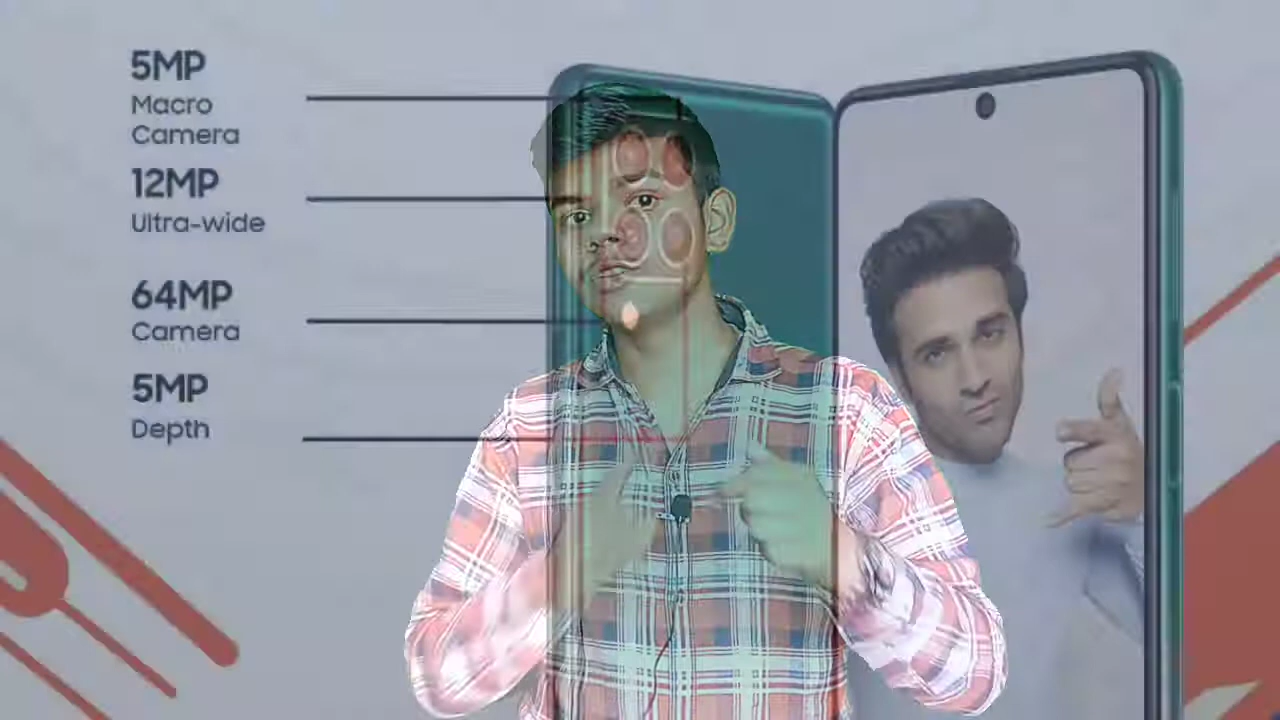 5MP
Macro
Camera
12MP
Ultra-wide
64MP
Camera
5MP
Depth